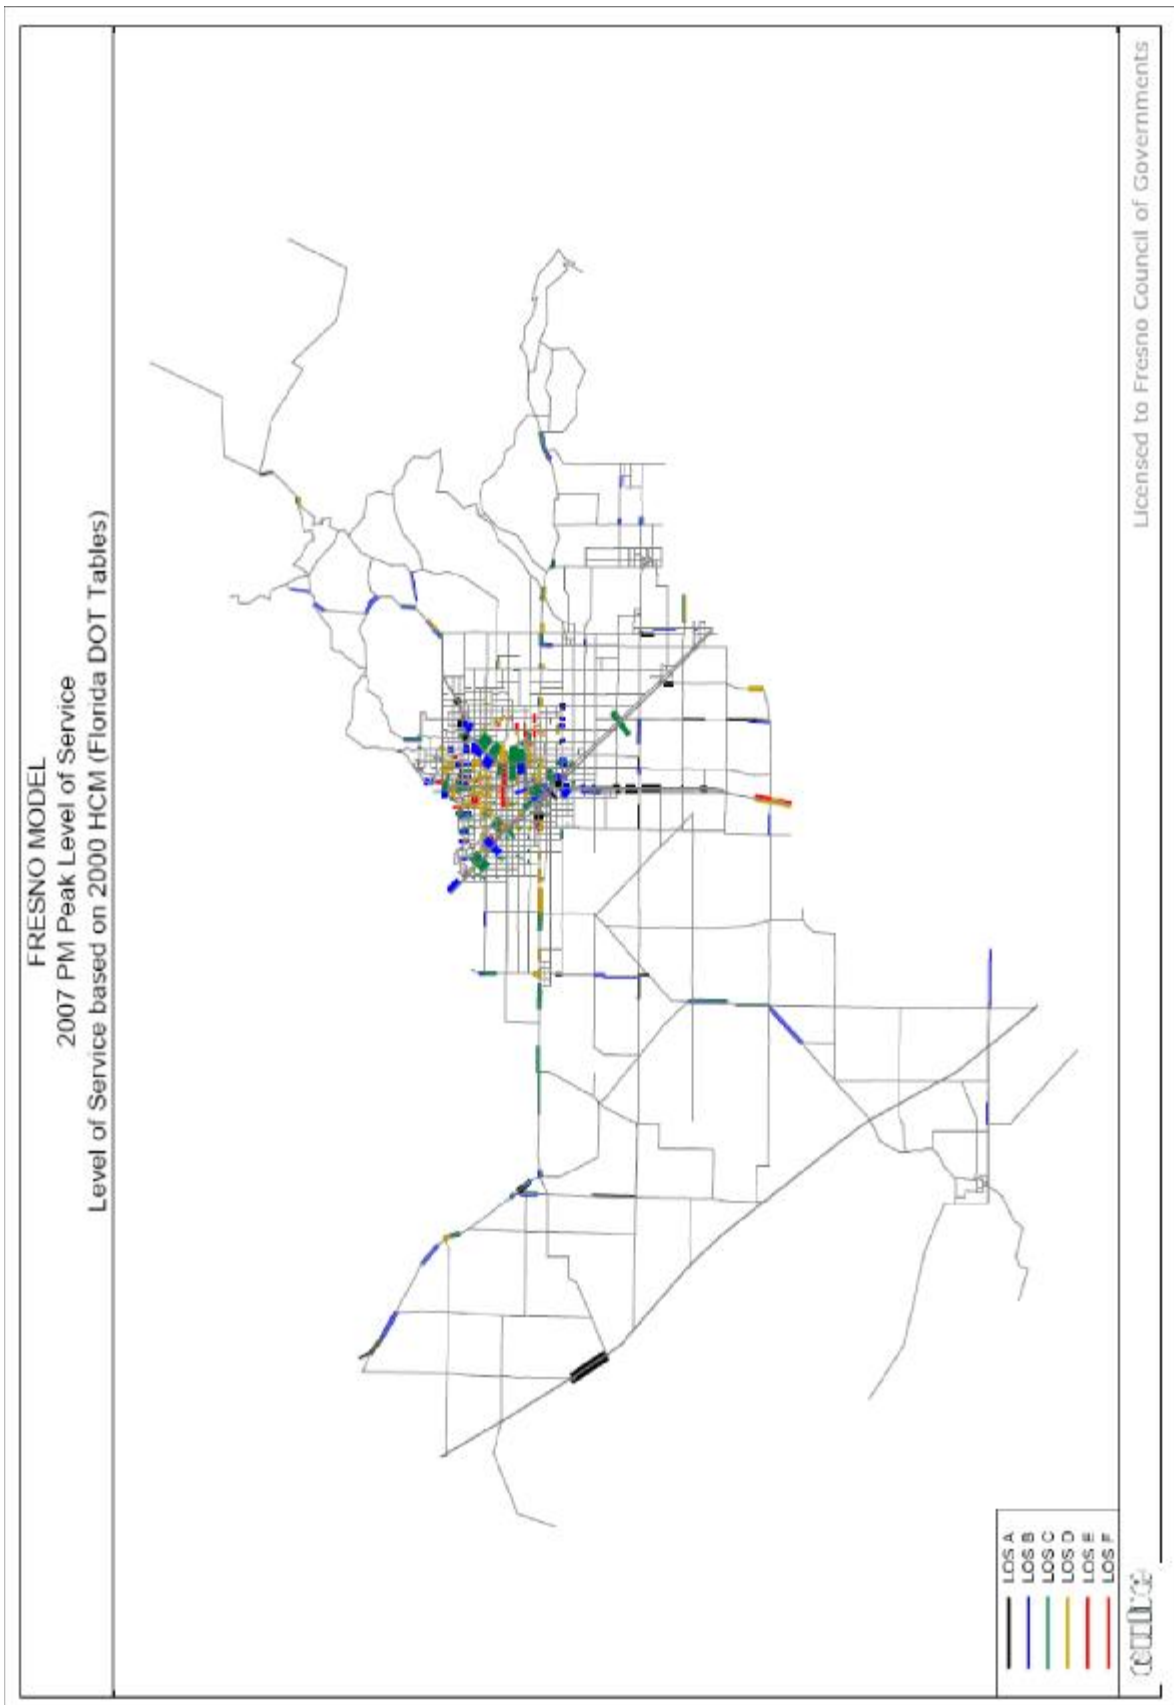 FRESNO MODEL
2007 PM Peak Level of Service
Level of Service based on 2000 HCM (Florida DOT Tables)
LOS A
LOS B
LOS C
LOS D
LOS E
LOS F
Licensed to Fresno Council of Governments